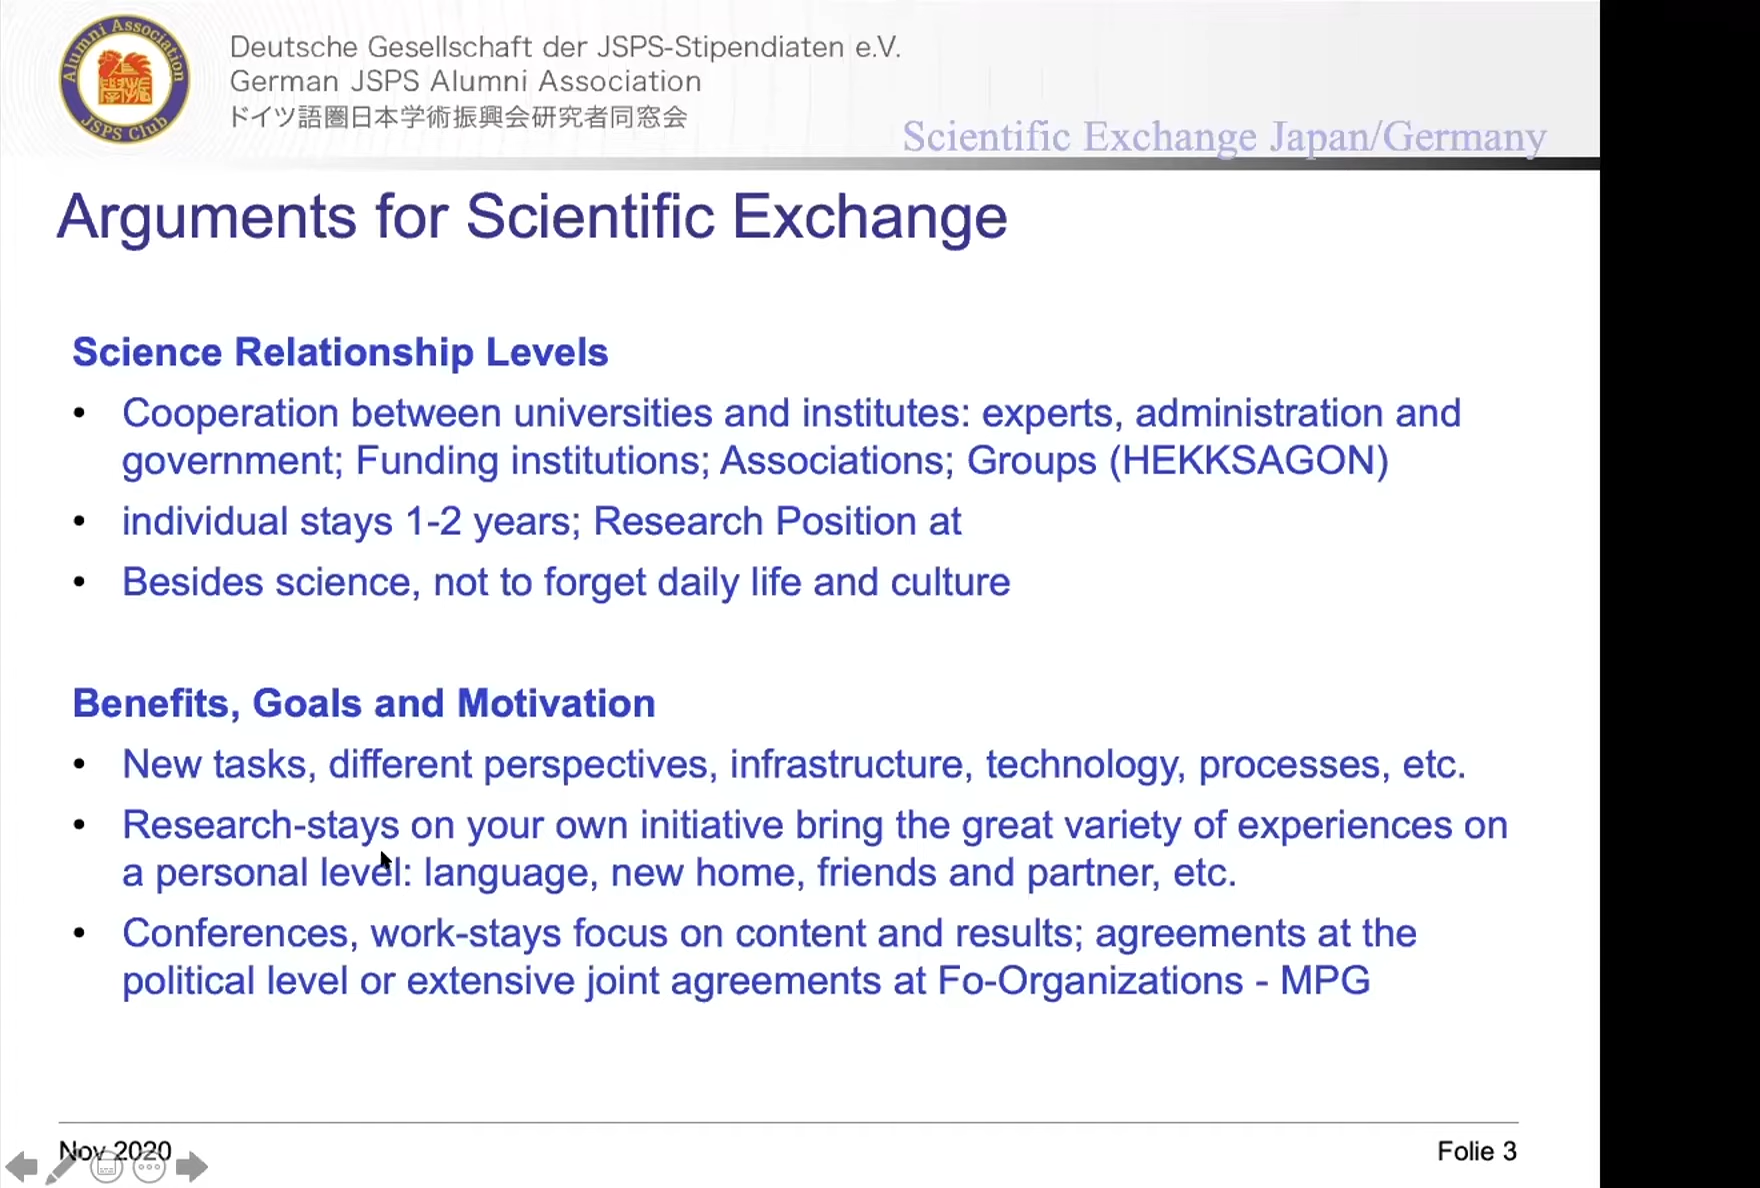 Alumni Association
JSPS Club
Deutsche Gesellschaft der JSPS-Stipendiaten e.V.
German JSPS Alumni Association
ドイツ語圏日本学術振興会研究者同窓会
Scientific Exchange Japan/Germany
Arguments for Scientific Exchange
Science Relationship Levels
• Cooperation between universities and institutes: experts, administration and
government; Funding institutions; Associations; Groups (HEKKSAGON)
• individual stays 1-2 years; Research Position at
• Besides science, not to forget daily life and culture
Benefits, Goals and Motivation
• New tasks, different perspectives, infrastructure, technology, processes, etc.
• Research-stays on your own initiative bring the great variety of experiences on
a personal level: language, new home, friends and partner, etc.
• Conferences, work-stays focus on content and results; agreements at the
political level or extensive joint agreements at Fo-Organizations - MPG
Nov 2020
Folie 3